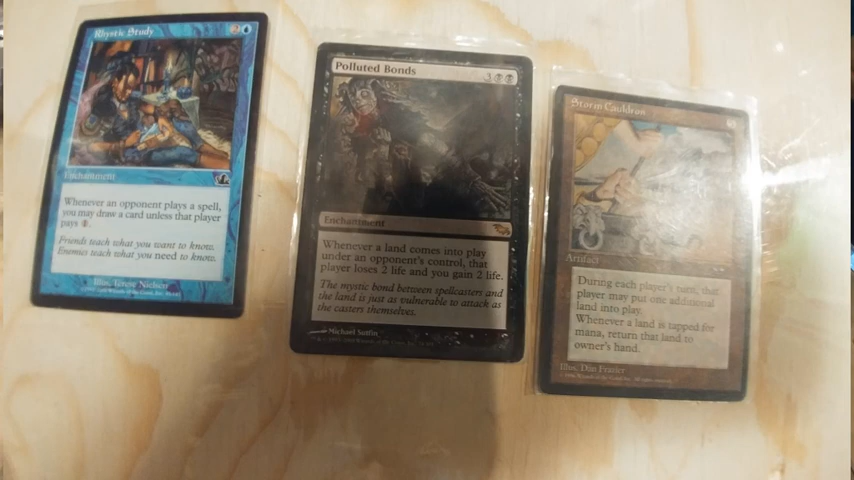 Rhystic Study
2
Enchantment
Whenever an opponent plays a spell,
you may draw a card unless that player
pays 1.
Friends teach what you want to know.
Enemies teach what you need to know.
Illus. Terese Nielsen
Polluted Bonds
3
Enchantment
Whenever a land comes into play
under an opponent's control, that
player loses 2 life and you gain 2 life.
The mystic bond between spellcasters and
the land is just as vulnerable to attack as
the casters themselves.
Michael Sutfin
Storm Cauldron
Artifact
During each player's turn, that
player may put one additional
land into play.
Whenever a land is tapped for
mana, return that land to
owner's hand.
Illus. Dan Frazier